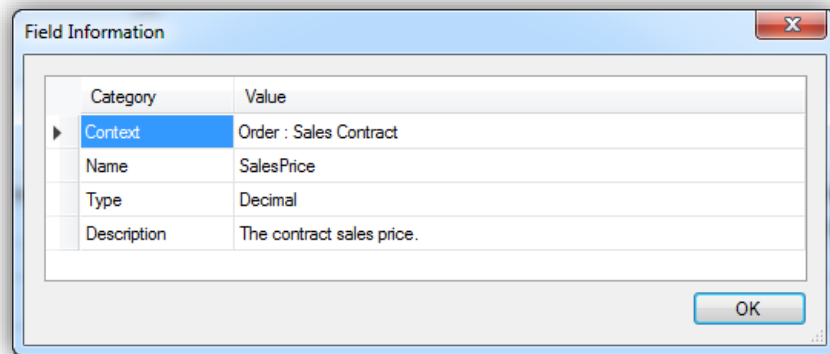 Field Information
Category Value
Context Order : Sales Contract
Name SalesPrice
Type Decimal
Description The contract sales price.
OK